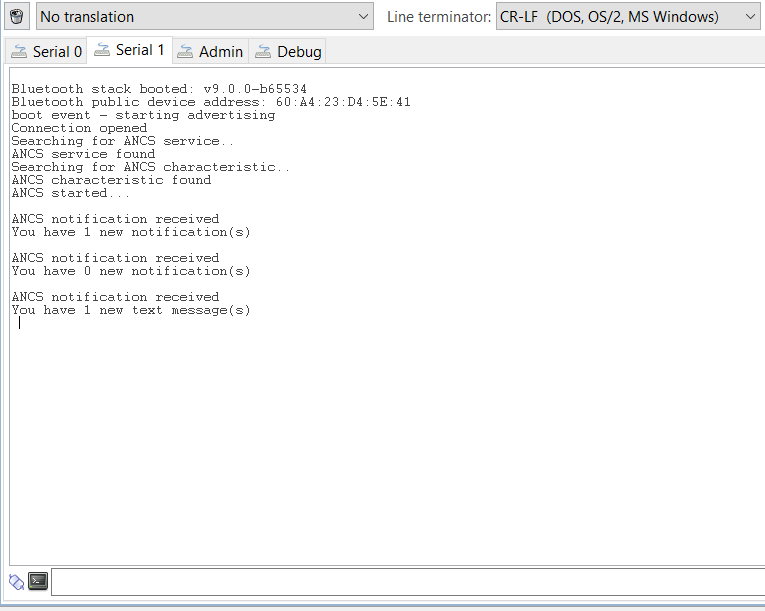 No translation
Line terminator: CR-LF (DOS, OS/2, MS Windows)
Serial 0 Serial 1 Admin Debug
Bluetooth stack booted: v9.0.0-b65534
Bluetooth public device address: 60:A4:23:D4:5E:41
boot event - starting advertising
Connection opened
Searching for ANCS service..
ANCS service found
Searching for ANCS characteristic..
ANCS characteristic found
ANCS started...
ANCS notification received
You have 1 new notification(s)
ANCS notification received
You have 0 new notification(s)
ANCS notification received
You have 1 new text message(s)